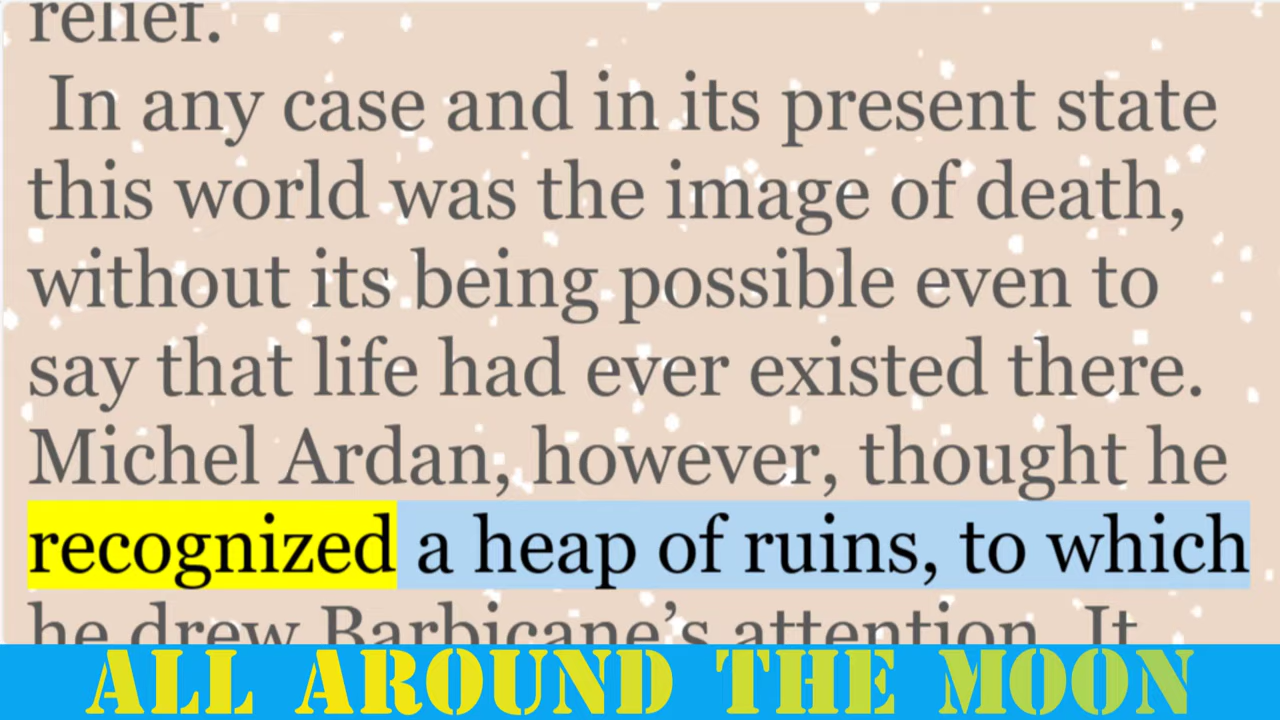 relief.
In any case and in its present state
this world was the image of death,
without its being possible even to
say that life had ever existed there.
Michel Ardan, however, thought he
recognized a heap of ruins, to which
he drew Barbicane’s attention. It
ALL AROUND THE MOON